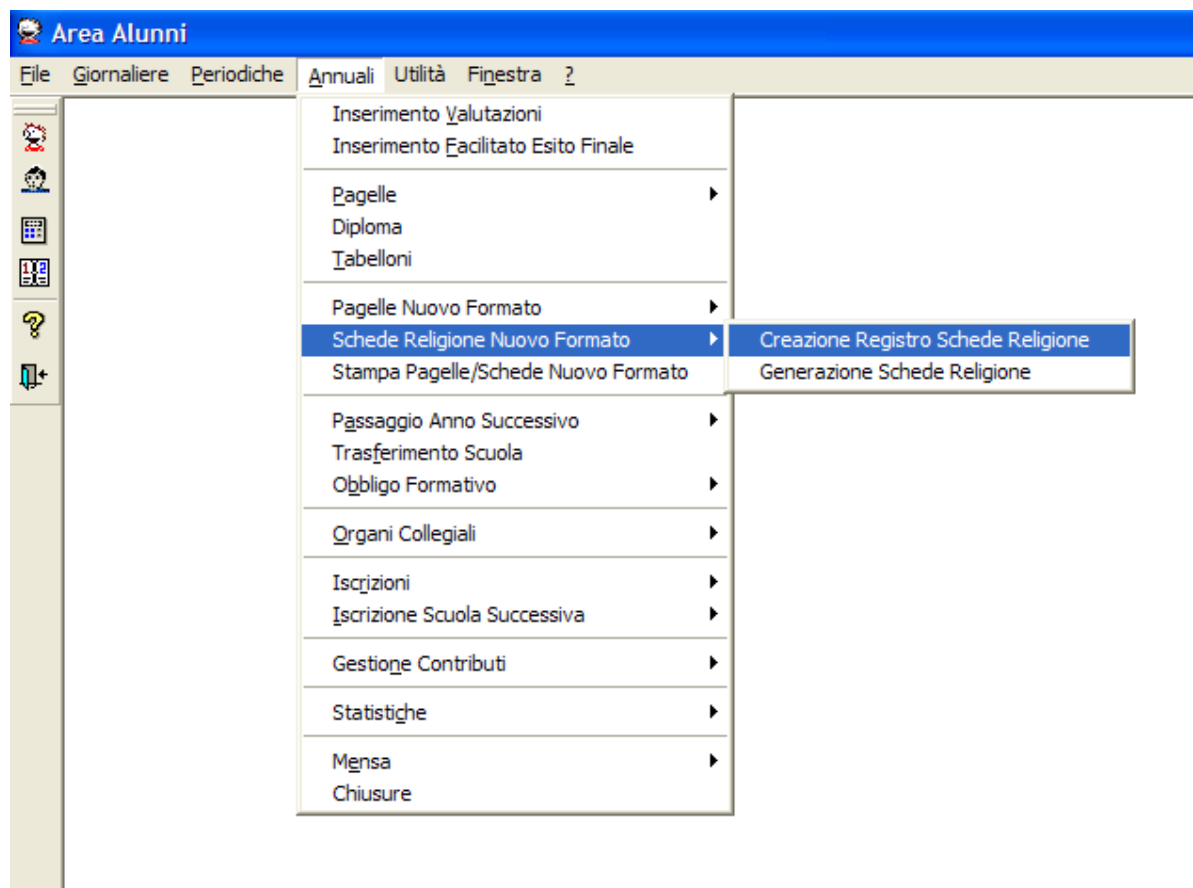 Area Alunni
File Giornaliere Periodiche Annuali Utilità Finestra ?
Inserimento Valutazioni
Inserimento Facilitato Esito Finale
Pagelle
Diploma
Tabelloni
Pagelle Nuovo Formato
Schede Religione Nuovo Formato
Creazione Registro Schede Religione
Stampa Pagelle/Schede Nuovo Formato
Generazione Schede Religione
Passaggio Anno Successivo
Trasferimento Scuola
Obbligo Formativo
Organi Collegiali
Iscrizioni
Iscrizione Scuola Successiva
Gestione Contributi
Statistiche
Mensa
Chiusure